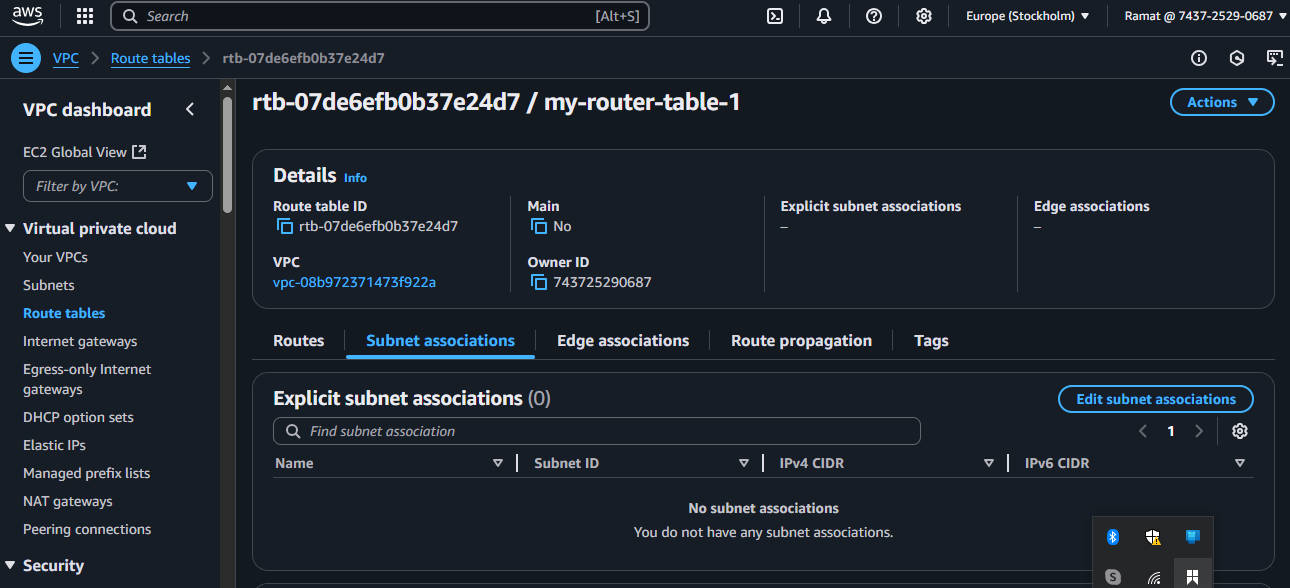 aws
Search [Alt+S]
Europe (Stockholm)
Ramat @ 7437-2529-0687
VPC
Route tables
rtb-07de6efb0b37e24d7
VPC dashboard
EC2 Global View
Filter by VPC:
Virtual private cloud
Your VPCs
Subnets
Route tables
Internet gateways
Egress-only Internet
gateways
DHCP option sets
Elastic IPs
Managed prefix lists
NAT gateways
Peering connections
Security
rtb-07de6efb0b37e24d7 / my-router-table-1
Actions
Details Info
Route table ID
rtb-07de6efb0b37e24d7
Main
No
Explicit subnet associations
–
Edge associations
–
VPC
vpc-08b972371473f922a
Owner ID
743725290687
Routes
Subnet associations
Edge associations
Route propagation
Tags
Explicit subnet associations (0)
Edit subnet associations
Find subnet association
1
Name
Subnet ID
IPv4 CIDR
IPv6 CIDR
No subnet associations
You do not have any subnet associations.